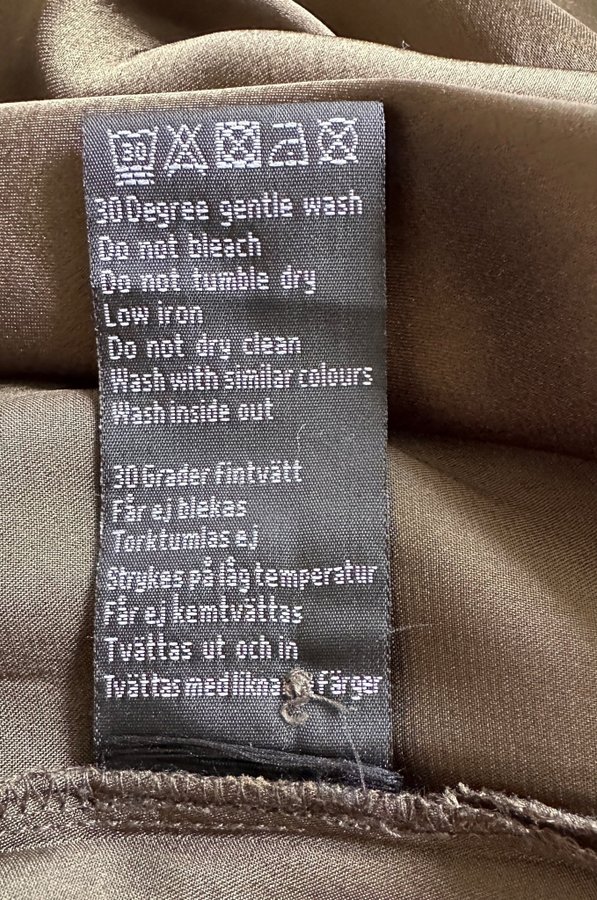 30
30 Degree gentle wash
Do not bleach
Do not tumble dry
Low iron
Do not dry clean
Wash with similar colours
Wash inside out
30 Grader fintvätt
Får ej blekas
Torktumlas ej
Strykes på låg temperatur
Får ej kemtvättas
Tvättas ut och in
Tvättas med Färger